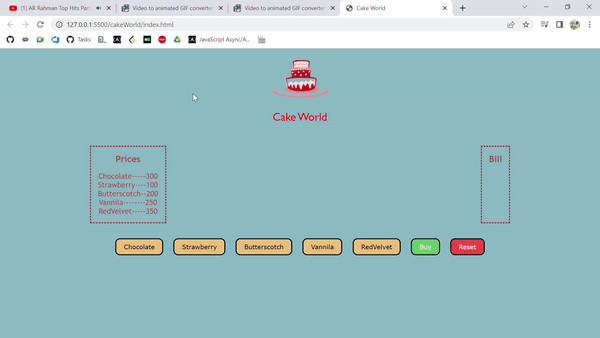 (1) AR Rahman Top Hits Part
Video to animated GIF converter
Video to animated GIF converter
Cake World
127.0.0.1:5500/cakeWorld/index.html
Tasks
JavaScript Async/A...
Cake World
Prices
Chocolate-----300
Strawberry----100
Butterscotch--200
Vannila--------250
RedVelvet-----350
Bill
Chocolate
Strawberry
Butterscotch
Vannila
RedVelvet
Buy
Reset